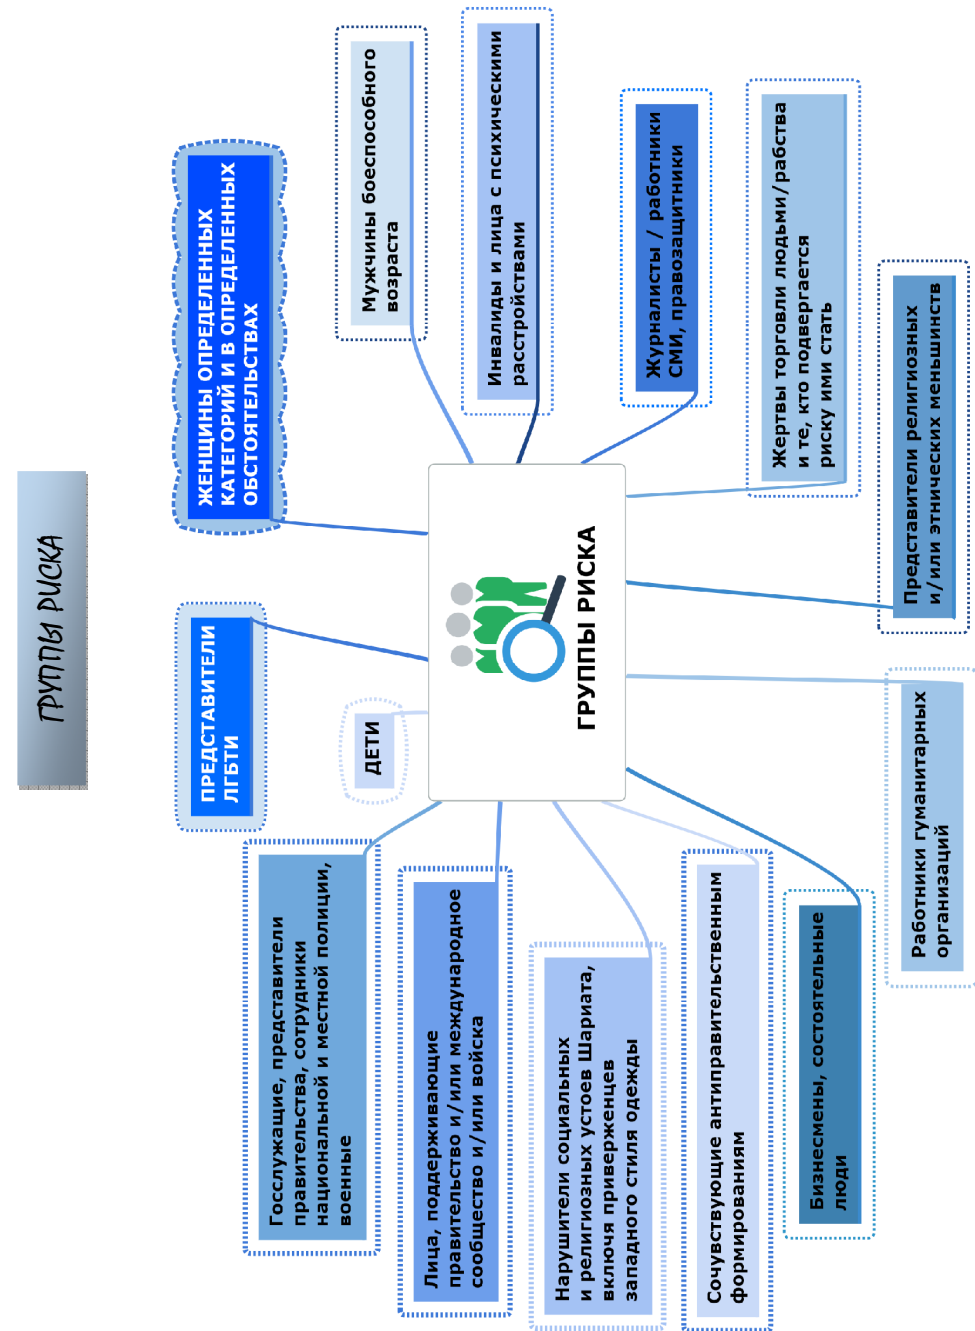 ГРУППЫ РИСКА
ПРЕДСТАВИТЕЛИ
ЛГБТИ
ЖЕНЩИНЫ ОПРЕДЕЛЕННЫХ
КАТЕГОРИЙ И В ОПРЕДЕЛЕННЫХ
ОБСТОЯТЕЛЬСТВАХ
Госслужащие, представители
правительства, сотрудники
национальной и местной полиции,
военные
ДЕТИ
Мужчины боеспособного
возраста
Лица, поддерживающие
правительство и/или международное
сообщество и/или войска
Инвалиды и лица с психическими
расстройствами
ГРУППЫ РИСКА
Нарушители социальных
и религиозных устоев Шариата,
включя приверженцев
западного стиля одежды
Журналисты / работники
СМИ, правозащитники
Сочувствующие антиправительственным
формированиям
Жертвы торговли людьми/рабства
и те, кто подвергается
риску ими стать
Бизнесмены, состоятельные
люди
Работники гуманитарных
организаций
Представители религиозных
и/или этнических меньшинств